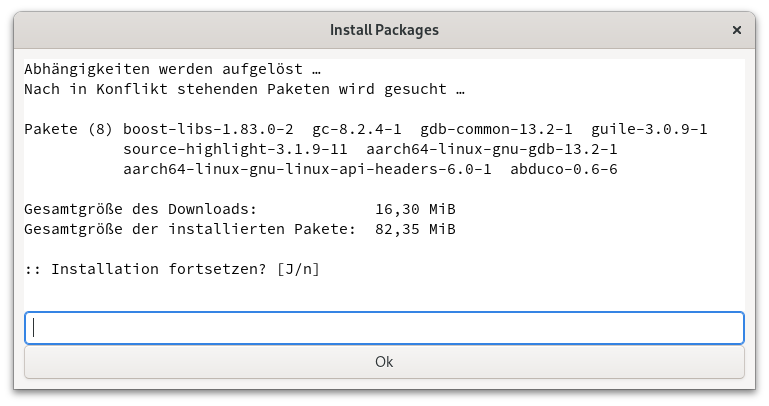 Install Packages
Abhängigkeiten werden aufgelöst …
Nach in Konflikt stehenden Paketen wird gesucht …
Pakete (8) boost-libs-1.83.0-2 gc-8.2.4-1 gdb-common-13.2-1 guile-3.0.9-1
source-highlight-3.1.9-11 aarch64-linux-gnu-gdb-13.2-1
aarch64-linux-gnu-linux-api-headers-6.0-1 abduco-0.6-6
Gesamtgröße des Downloads: 16,30 MiB
Gesamtgröße der installierten Pakete: 82,35 MiB
:: Installation fortsetzen? [J/n]
Ok